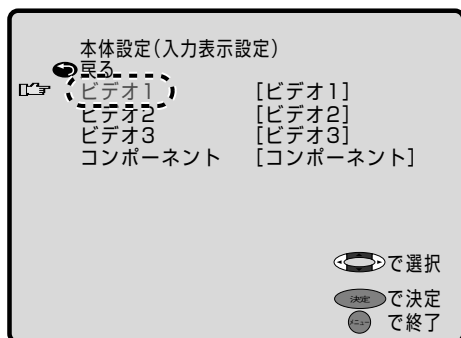 本体設定(入力表示設定)
戻る
ビデオ1 [ビデオ1]
ビデオ2 [ビデオ2]
ビデオ3 [ビデオ3]
コンポーネント [コンポーネント]
で選択
決定 で決定
メニュー で終了